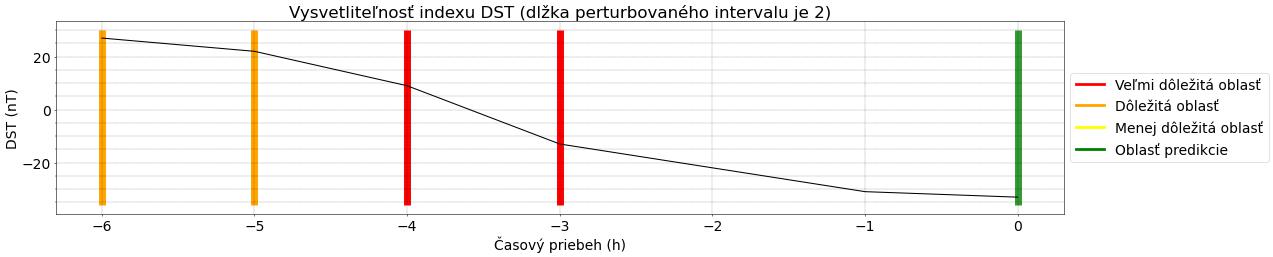 Vysvetliteľnosť indexu DST (dĺžka perturbovaného intervalu je 2)
DST (nT)
20
0
−20
−6 −5 −4 −3 −2 −1 0
Časový priebeh (h)
Veľmi dôležitá oblasť
Dôležitá oblasť
Menej dôležitá oblasť
Oblasť predikcie